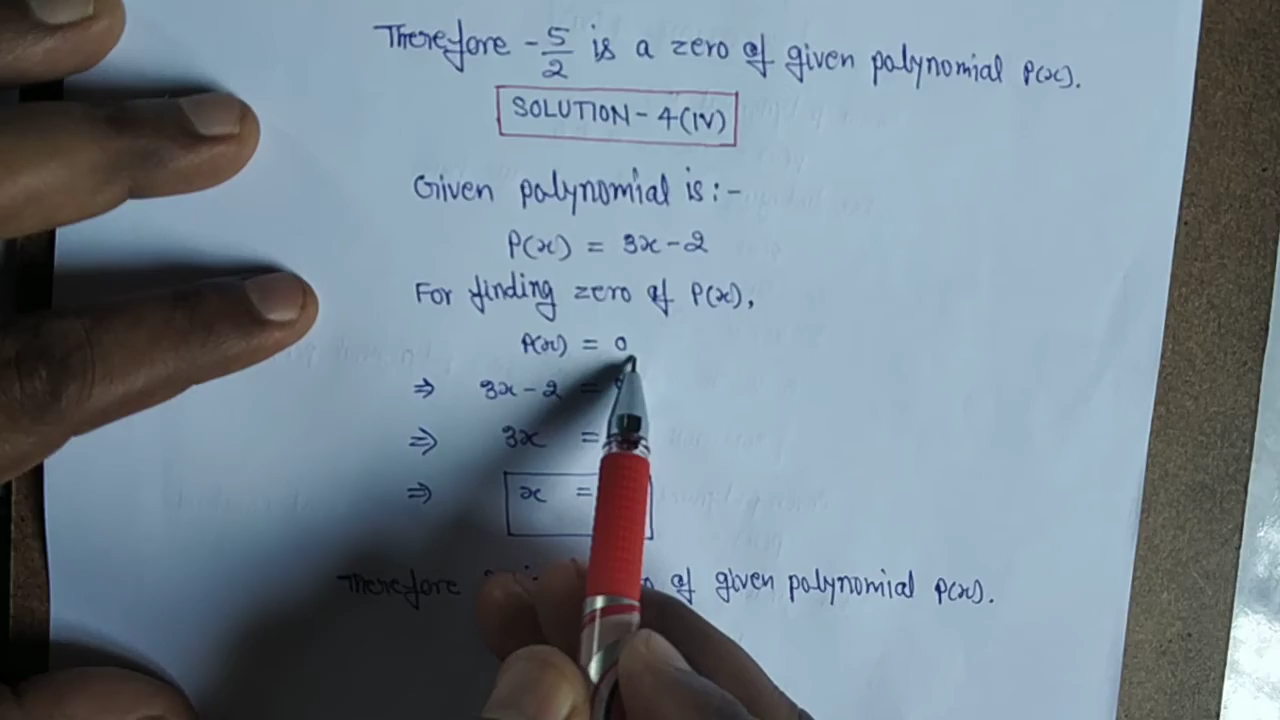 Therefore -5/2 is a zero of given polynomial P(x).
SOLUTION - 4(IV)
Given polynomial is :-
P(x) = 3x - 2
For finding zero of P(x),
P(x) = 0
⇒ 3x - 2 =
⇒ 3x =
⇒ x =
Therefore of given polynomial P(x).